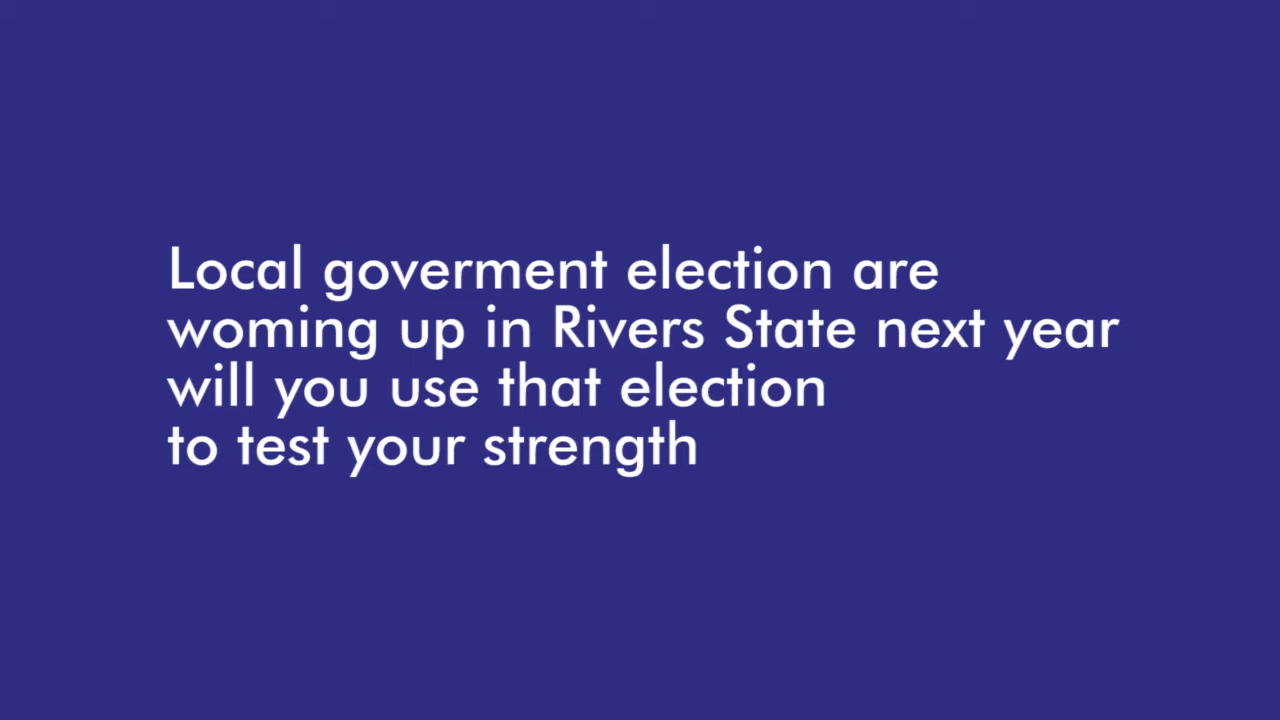 Local goverment election are
woming up in Rivers State next year
will you use that election
to test your strength